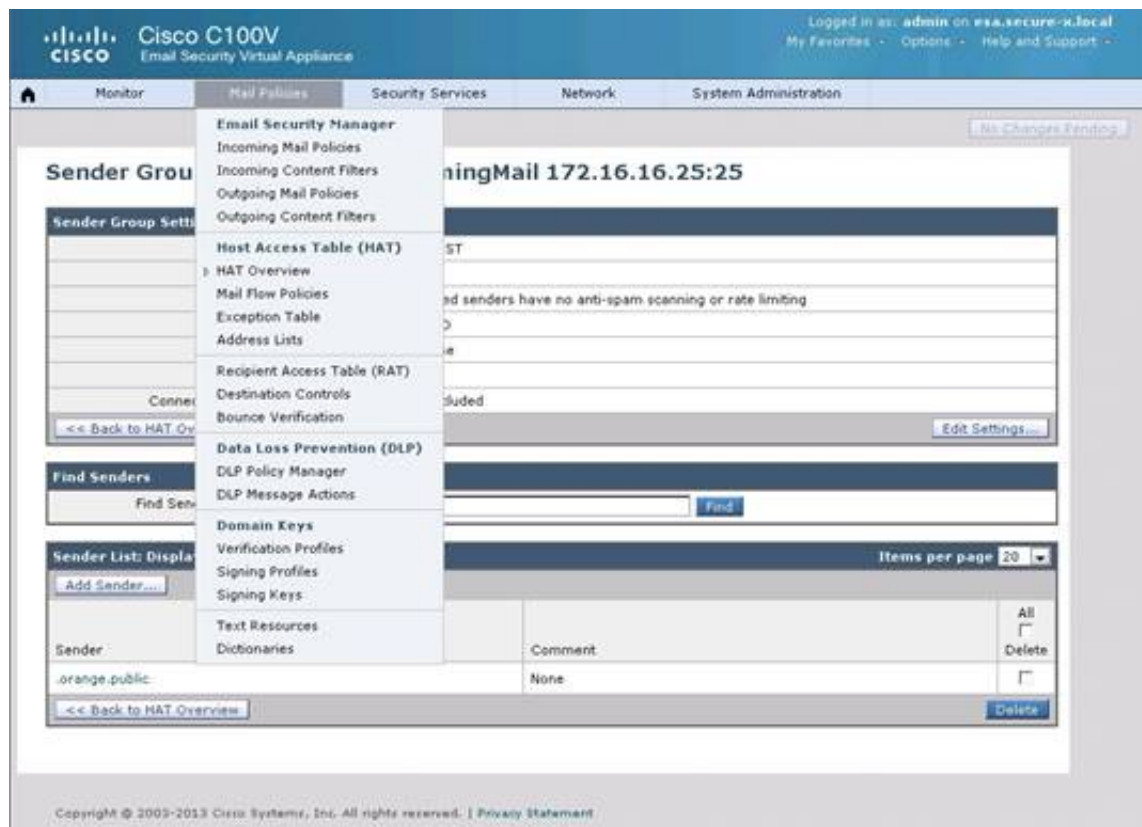 CISCO
Cisco C100V
Email Security Virtual Appliance
Logged in as: admin on esa.secure-x.local
My Favorites Options Help and Support
Monitor Mail Policies Security Services Network System Administration
No Changes Pending
Email Security Manager
Incoming Mail Policies
Incoming Content Filters
Outgoing Mail Policies
Outgoing Content Filters
Host Access Table (HAT)
HAT Overview
Mail Flow Policies
Exception Table
Address Lists
Recipient Access Table (RAT)
Destination Controls
Bounce Verification
Data Loss Prevention (DLP)
DLP Policy Manager
DLP Message Actions
Domain Keys
Verification Profiles
Signing Profiles
Signing Keys
Text Resources
Dictionaries
Sender Grou ingMail 172.16.16.25:25
Sender Group Setti
ST
ed senders have no anti-spam scanning or rate limiting
Conne luded
<< Back to HAT Ov Edit Settings...
Find Senders
Find Sen Find
Sender List: Displa Items per page 20
Add Sender...
All
Sender Comment Delete
.orange.public None
<< Back to HAT Overview Delete
Copyright © 2003-2013 Cisco Systems, Inc. All rights reserved. | Privacy Statement